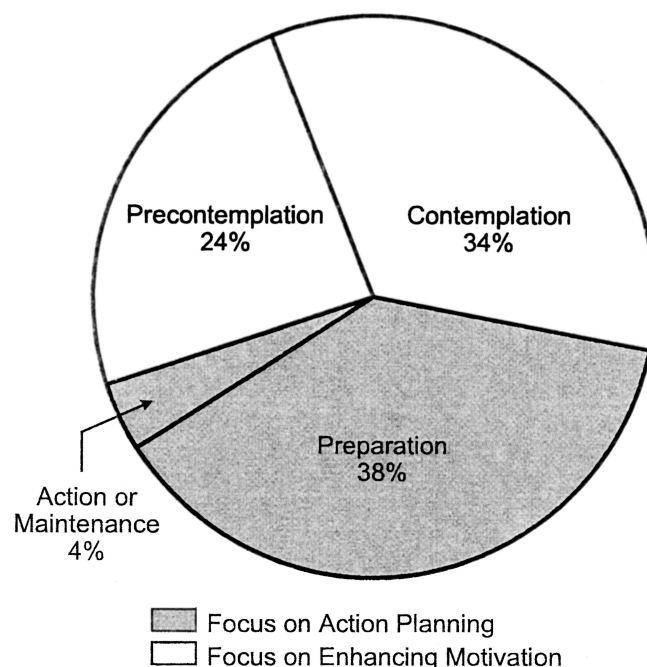 Precontemplation
24%
Contemplation
34%
Preparation
38%
Action or
Maintenance
4%
Focus on Action Planning
Focus on Enhancing Motivation